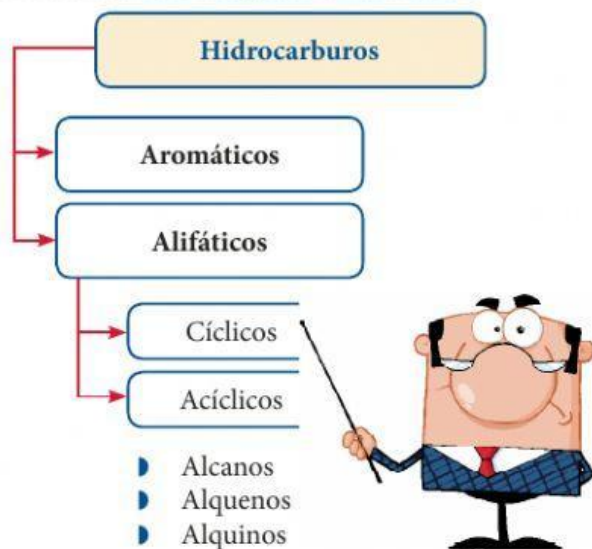 Hidrocarburos
Aromáticos
Alifáticos
Cíclicos
Acíclicos
Alcanos
Alquenos
Alquinos